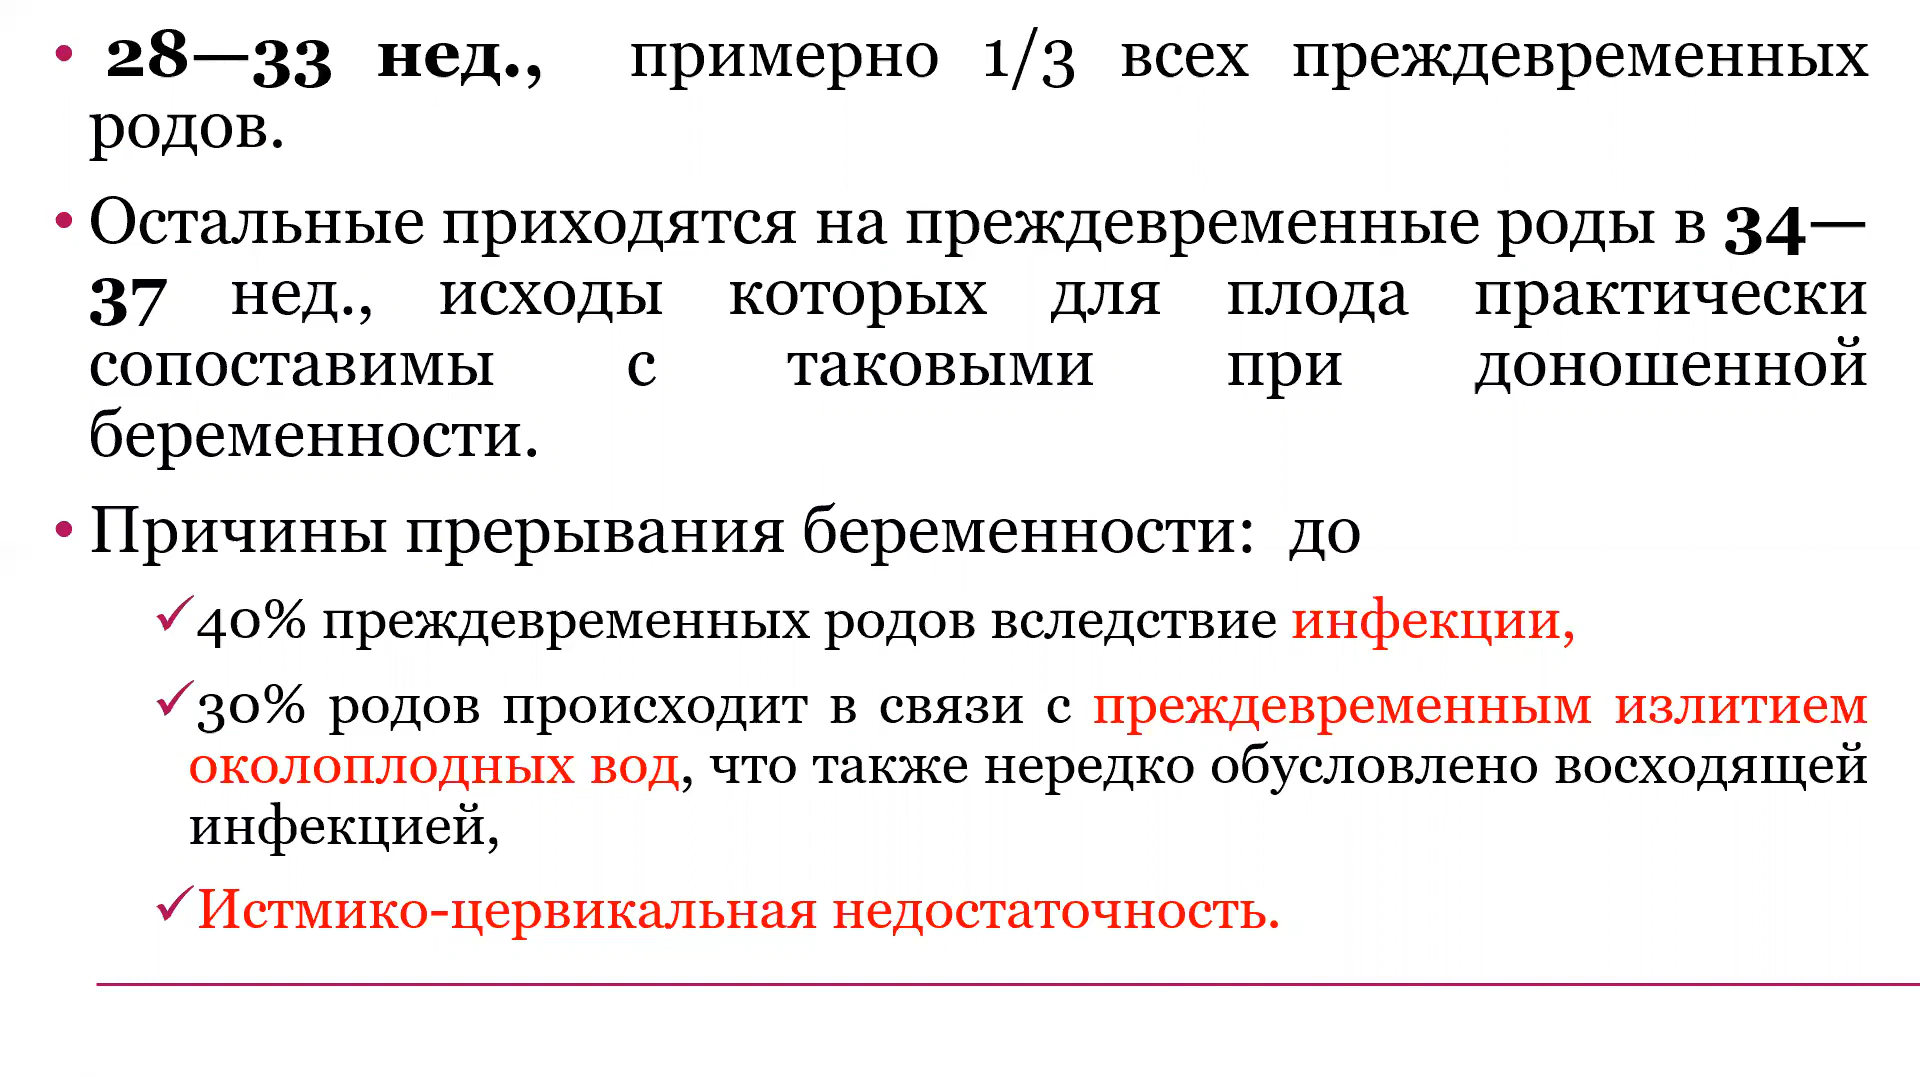 • 28—33 нед., примерно 1/3 всех преждевременных
родов.
• Остальные приходятся на преждевременные роды в 34—
37 нед., исходы которых для плода практически
сопоставимы с таковыми при доношенной
беременности.
• Причины прерывания беременности: до
✓40% преждевременных родов вследствие инфекции,
✓30% родов происходит в связи с преждевременным излитием
околоплодных вод, что также нередко обусловлено восходящей
инфекцией,
✓Истмико-цервикальная недостаточность.